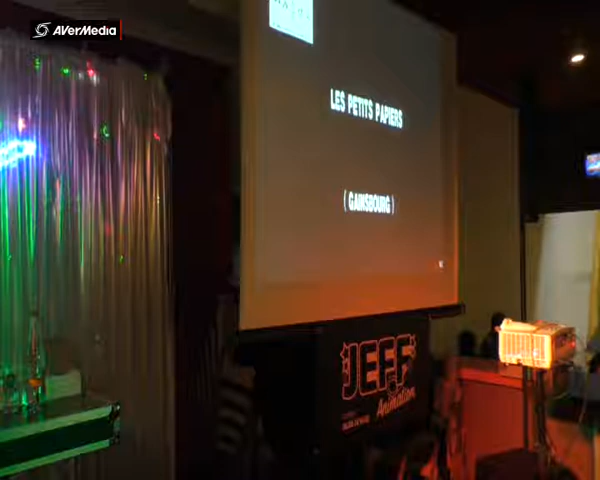 AVerMedia
LES PETITS PAPIERS
(GAINSBOURG)
JEFF
Animation